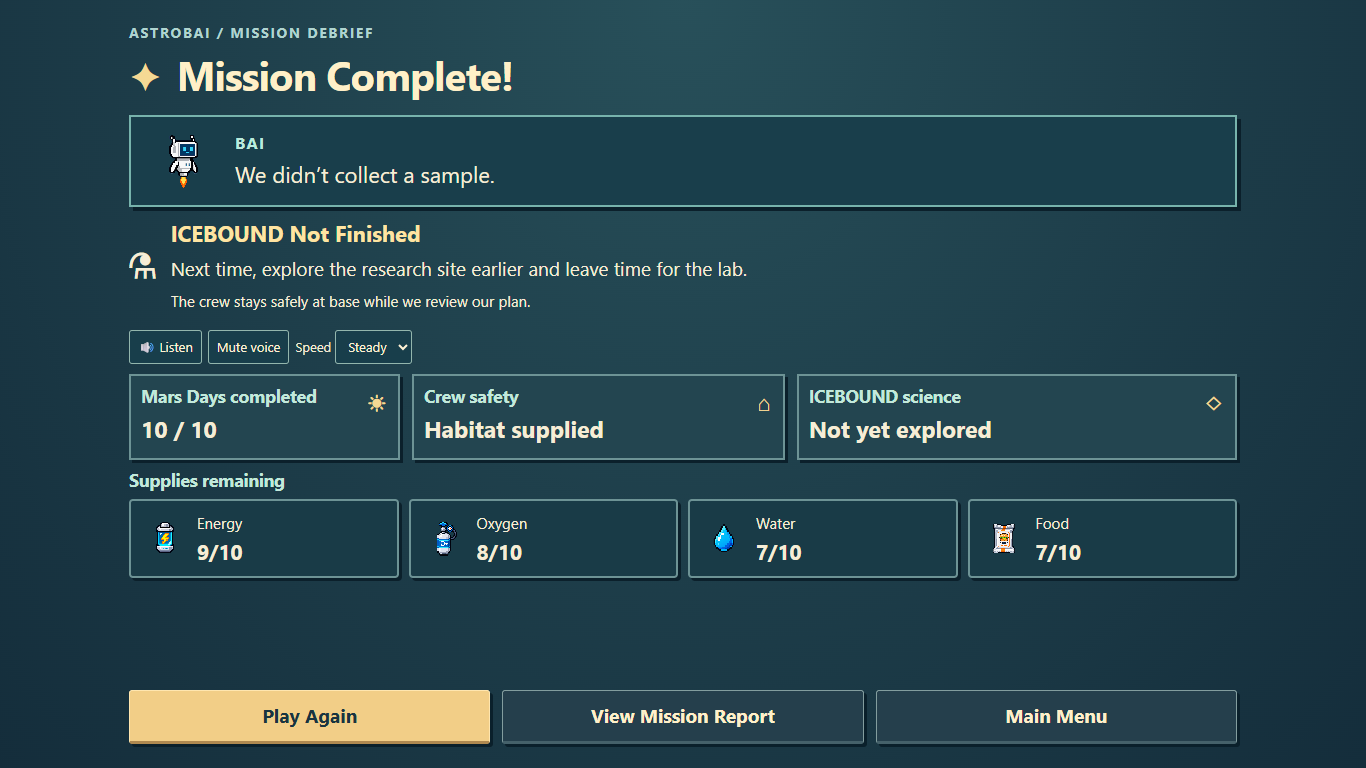 ASTROBAI / MISSION DEBRIEF
Mission Complete!
BAI
We didn’t collect a sample.
ICEBOUND Not Finished
Next time, explore the research site earlier and leave time for the lab.
The crew stays safely at base while we review our plan.
Listen
Mute voice
Speed
Steady
Mars Days completed
10 / 10
Crew safety
Habitat supplied
ICEBOUND science
Not yet explored
Supplies remaining
Energy
9/10
Oxygen
8/10
Water
7/10
Food
7/10
Play Again
View Mission Report
Main Menu